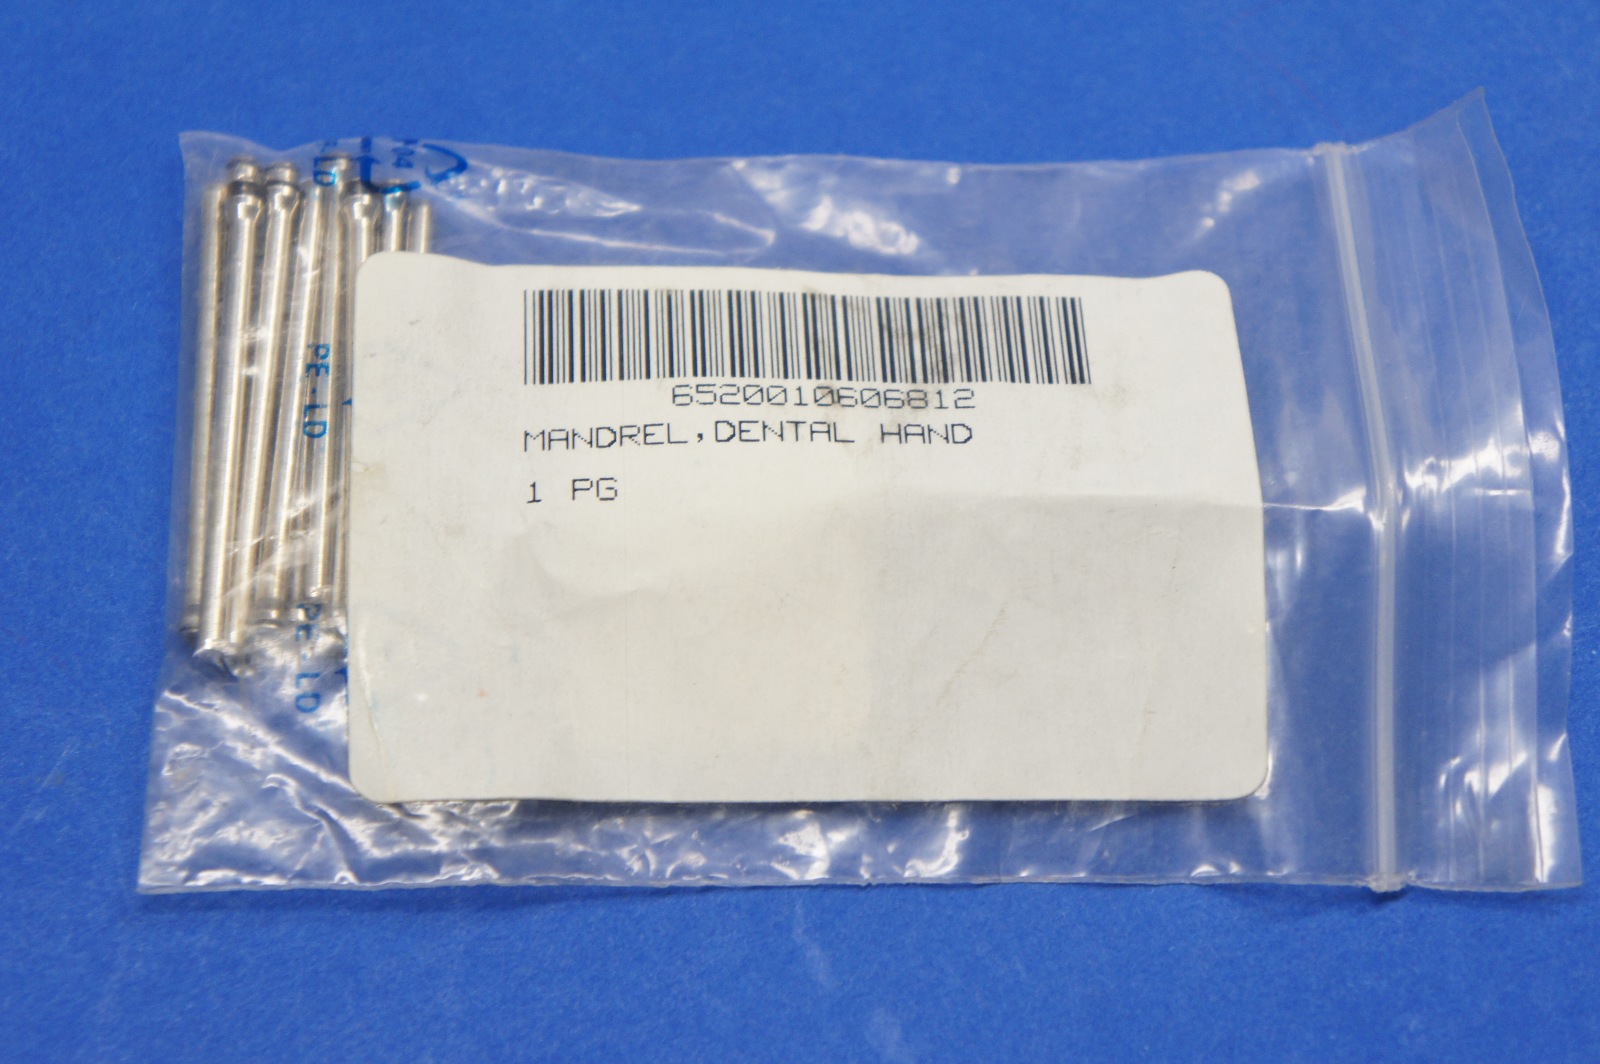 6520010606812
MANDREL,DENTAL HAND
1 PG
PE-LD
PE-LD